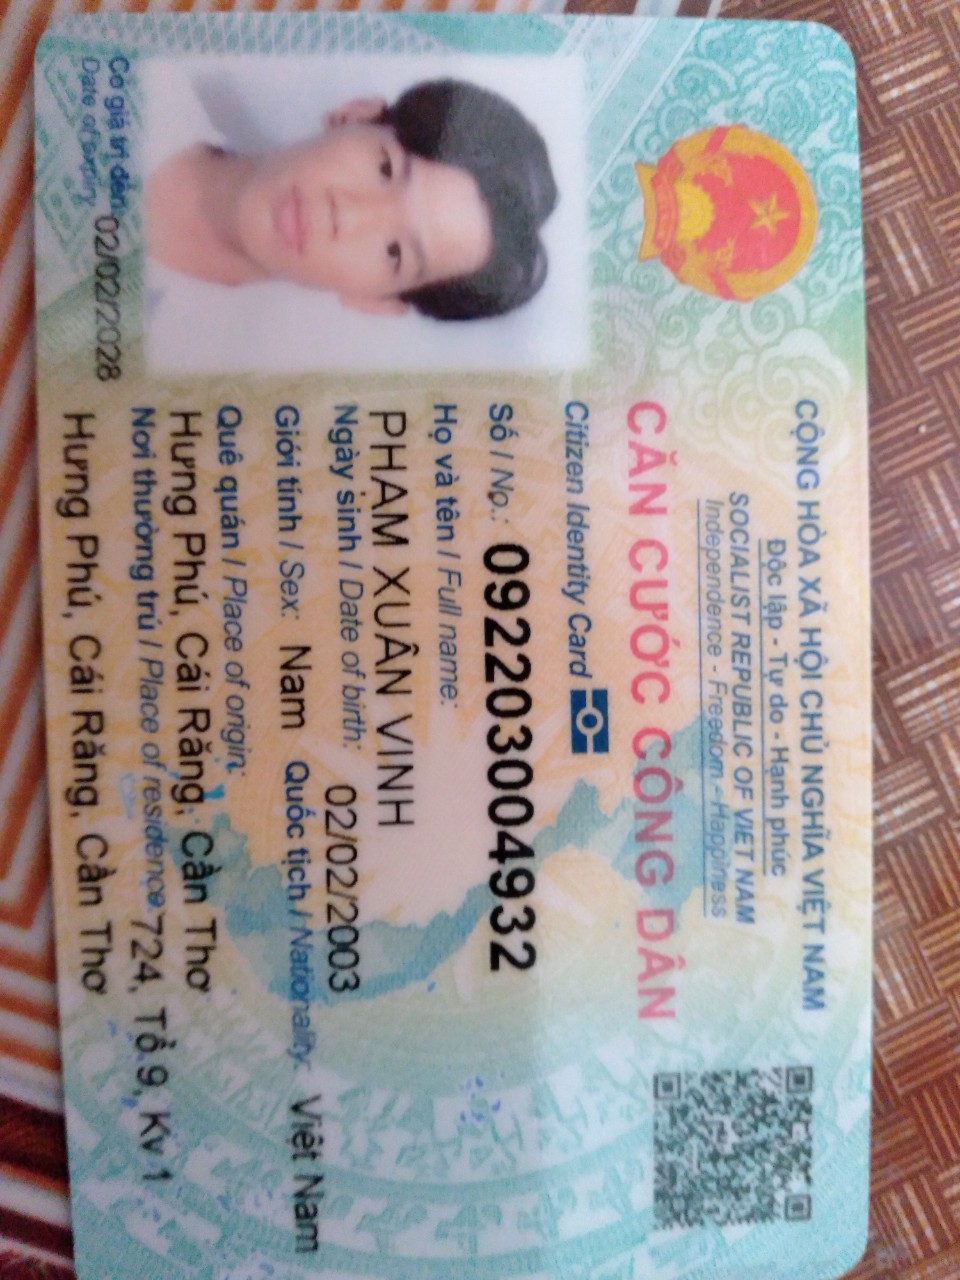 CỘNG HÒA XÃ HỘI CHỦ NGHĨA VIỆT NAM
Độc lập - Tự do - Hạnh phúc
SOCIALIST REPUBLIC OF VIET NAM
Independence - Freedom - Happiness
CĂN CƯỚC CÔNG DÂN
Citizen Identity Card
Số / No.: 092203004932
Họ và tên / Full name:
PHẠM XUÂN VINH
Ngày sinh / Date of birth: 02/02/2003
Giới tính / Sex: Nam Quốc tịch / Nationality: Việt Nam
Quê quán / Place of origin:
Hưng Phú, Cái Răng, Cần Thơ
Nơi thường trú / Place of residence: 724, Tổ 9, Kv 1
Hưng Phú, Cái Răng, Cần Thơ
Có giá trị đến: 02/02/2028
Date of expiry